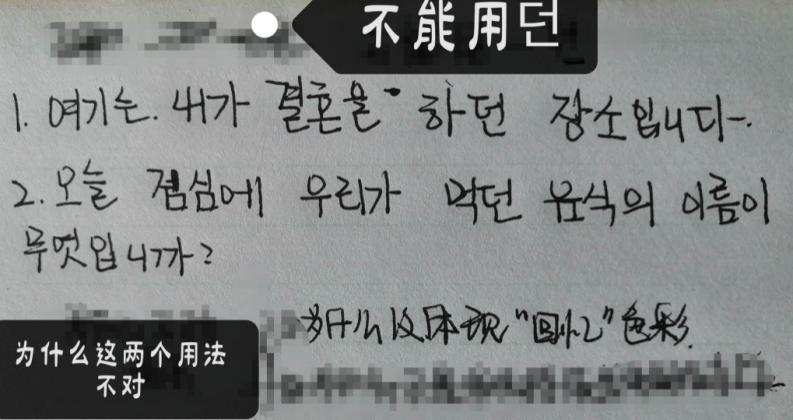 不能用던
1. 여기는. 내가 결혼을 하던 장소입니다.
2. 오늘 점심에 우리가 먹던 음식의 이름이
무엇입니까?
为什么没体现"回忆"色彩.
为什么这两个用法
不对